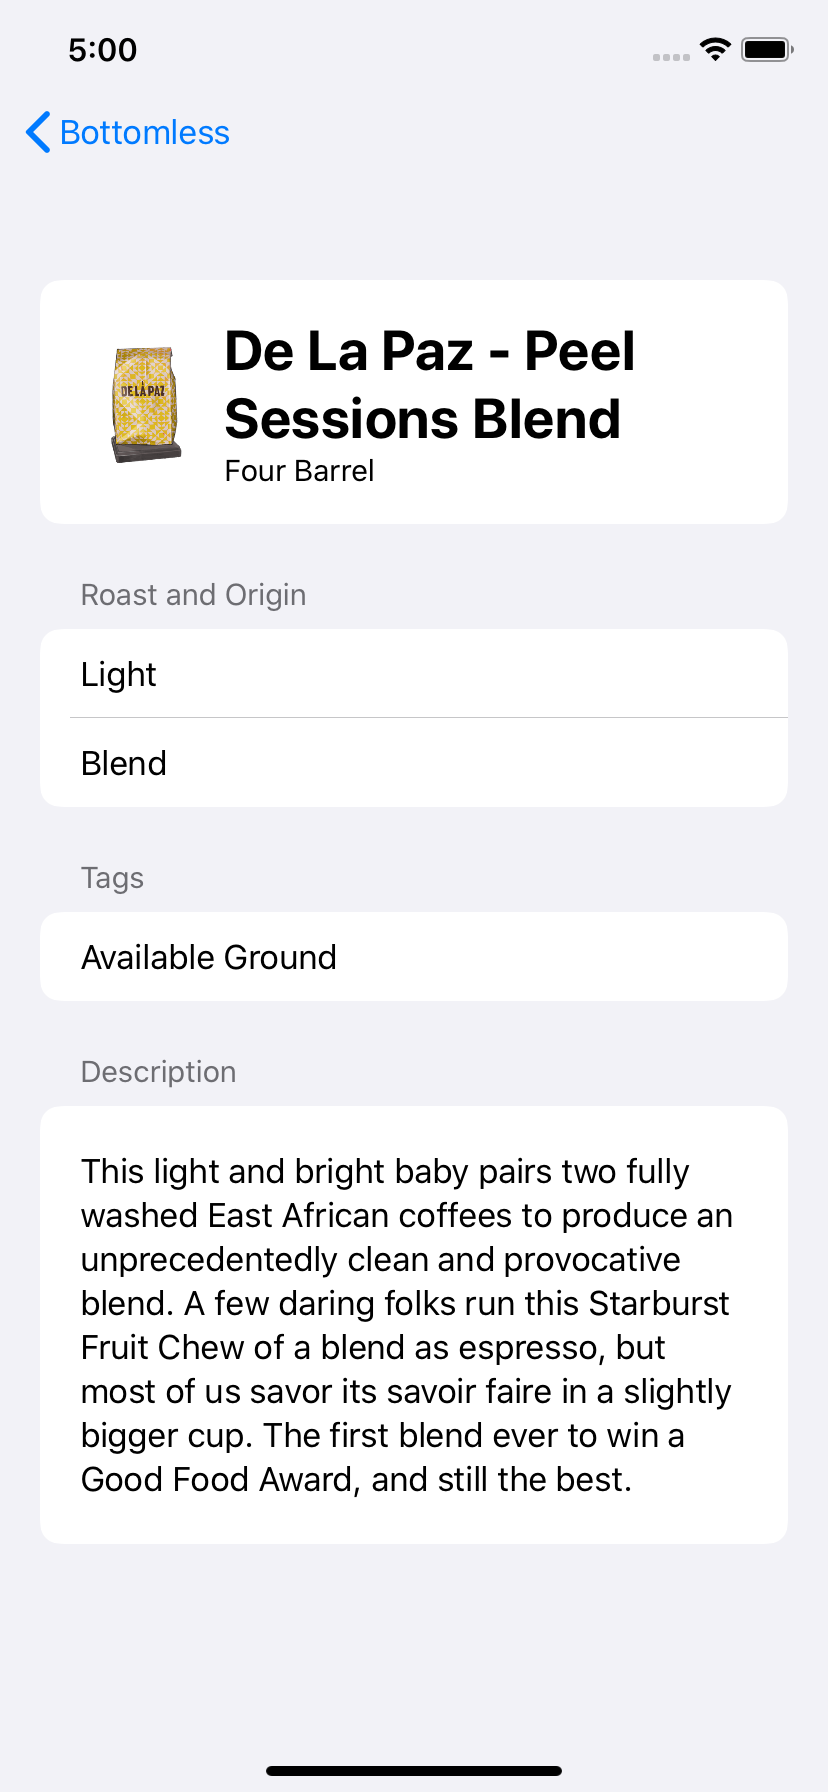 5:00
Bottomless
DE LA PAZ
De La Paz - Peel
Sessions Blend
Four Barrel
Roast and Origin
Light
Blend
Tags
Available Ground
Description
This light and bright baby pairs two fully
washed East African coffees to produce an
unprecedentedly clean and provocative
blend. A few daring folks run this Starburst
Fruit Chew of a blend as espresso, but
most of us savor its savoir faire in a slightly
bigger cup. The first blend ever to win a
Good Food Award, and still the best.